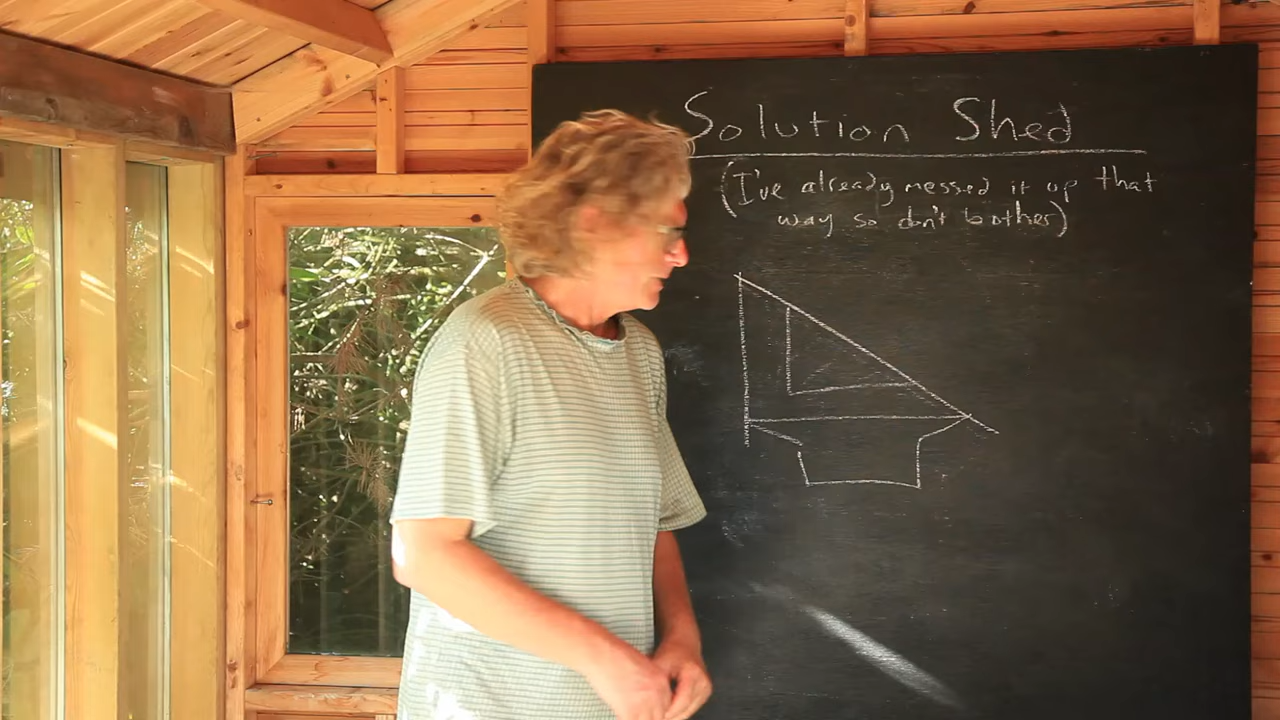 Solution Shed
(I've already messed it up that
way so don't bother)